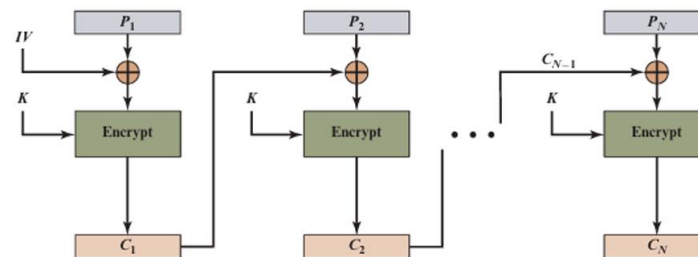 P1 P2 PN
IV
CN−1
K K K
Encrypt Encrypt Encrypt
C1 C2 CN